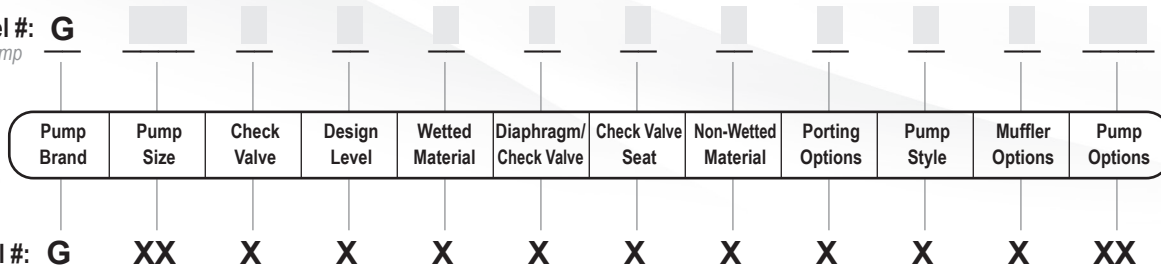 el #: G
mp
Pump Brand
Pump Size
Check Valve
Design Level
Wetted Material
Diaphragm/ Check Valve
Check Valve Seat
Non-Wetted Material
Porting Options
Pump Style
Muffler Options
Pump Options
l #: G XX X X X X X X X X X XX